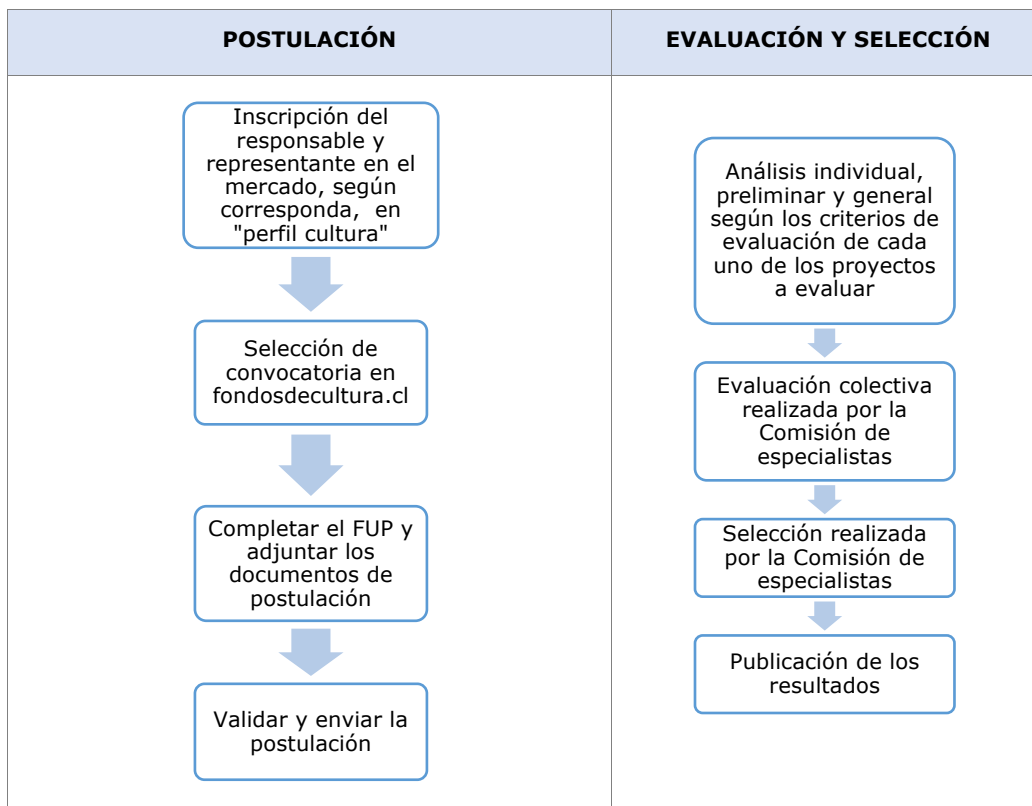 POSTULACIÓN
Inscripción del
responsable y
representante en el
mercado, según
corresponda, en
"perfil cultura"
Selección de
convocatoria en
fondosdecultura.cl
Completar el FUP y
adjuntar los
documentos de
postulación
Validar y enviar la
postulación
EVALUACIÓN Y SELECCIÓN
Análisis individual,
preliminar y general
según los criterios de
evaluación de cada
uno de los proyectos
a evaluar
Evaluación colectiva
realizada por la
Comisión de
especialistas
Selección realizada
por la Comisión de
especialistas
Publicación de los
resultados